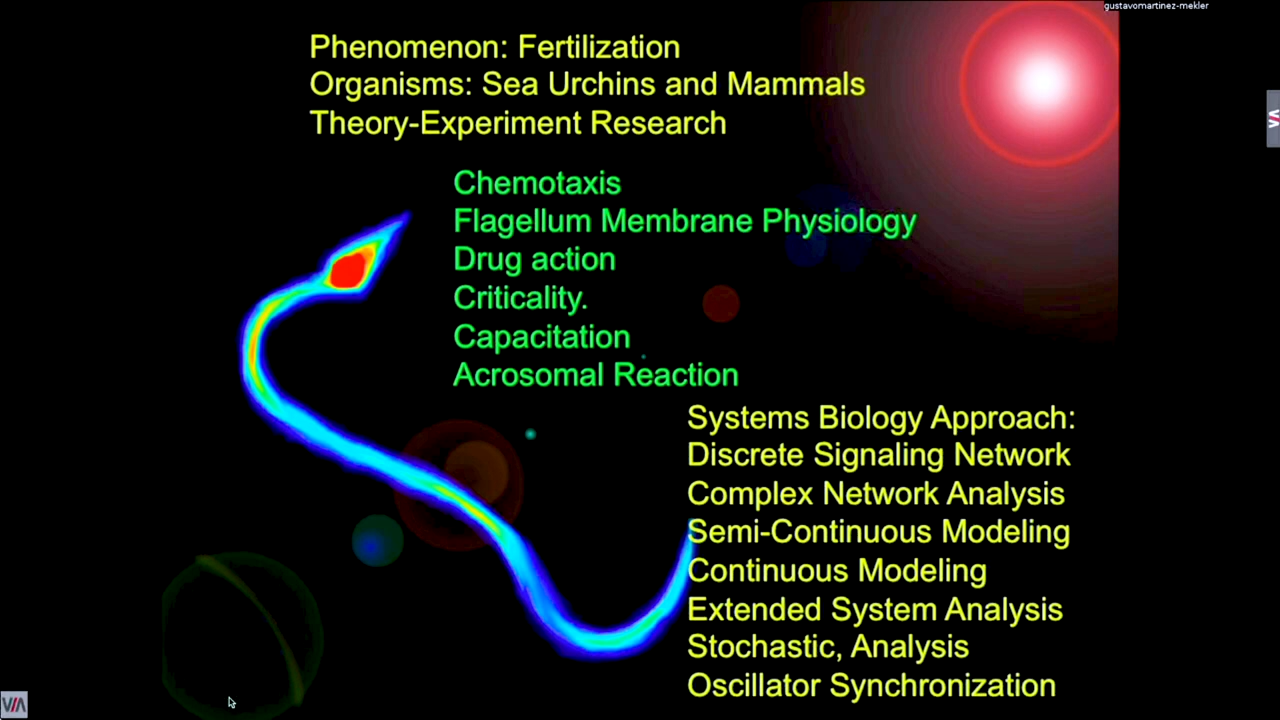 gustavomartinez-mekler
Phenomenon: Fertilization
Organisms: Sea Urchins and Mammals
Theory-Experiment Research
Chemotaxis
Flagellum Membrane Physiology
Drug action
Criticality.
Capacitation
Acrosomal Reaction
Systems Biology Approach:
Discrete Signaling Network
Complex Network Analysis
Semi-Continuous Modeling
Continuous Modeling
Extended System Analysis
Stochastic, Analysis
Oscillator Synchronization
VIA